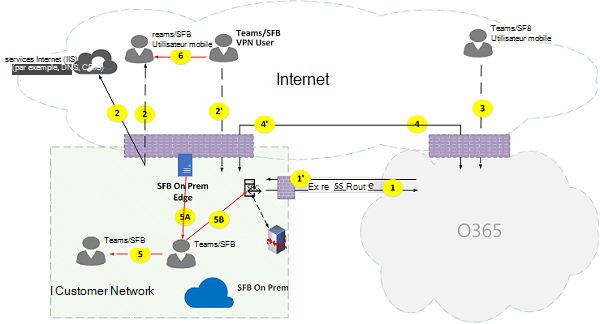 reams/SFB
Utilisateur mobile
Teams/SFB
VPN User
Teams/SF8
Utilisateur mobile
services Internet (IIS)
(par exemple, DNS,
6
Internet
2
2
2'
3
4'
4
SFB On Prem
Edge
1'
Ex re ss Rout e
1
5A
5B
O365
Teams/SFB
5
Teams/SFB
l Customer Network
SFB On Prem